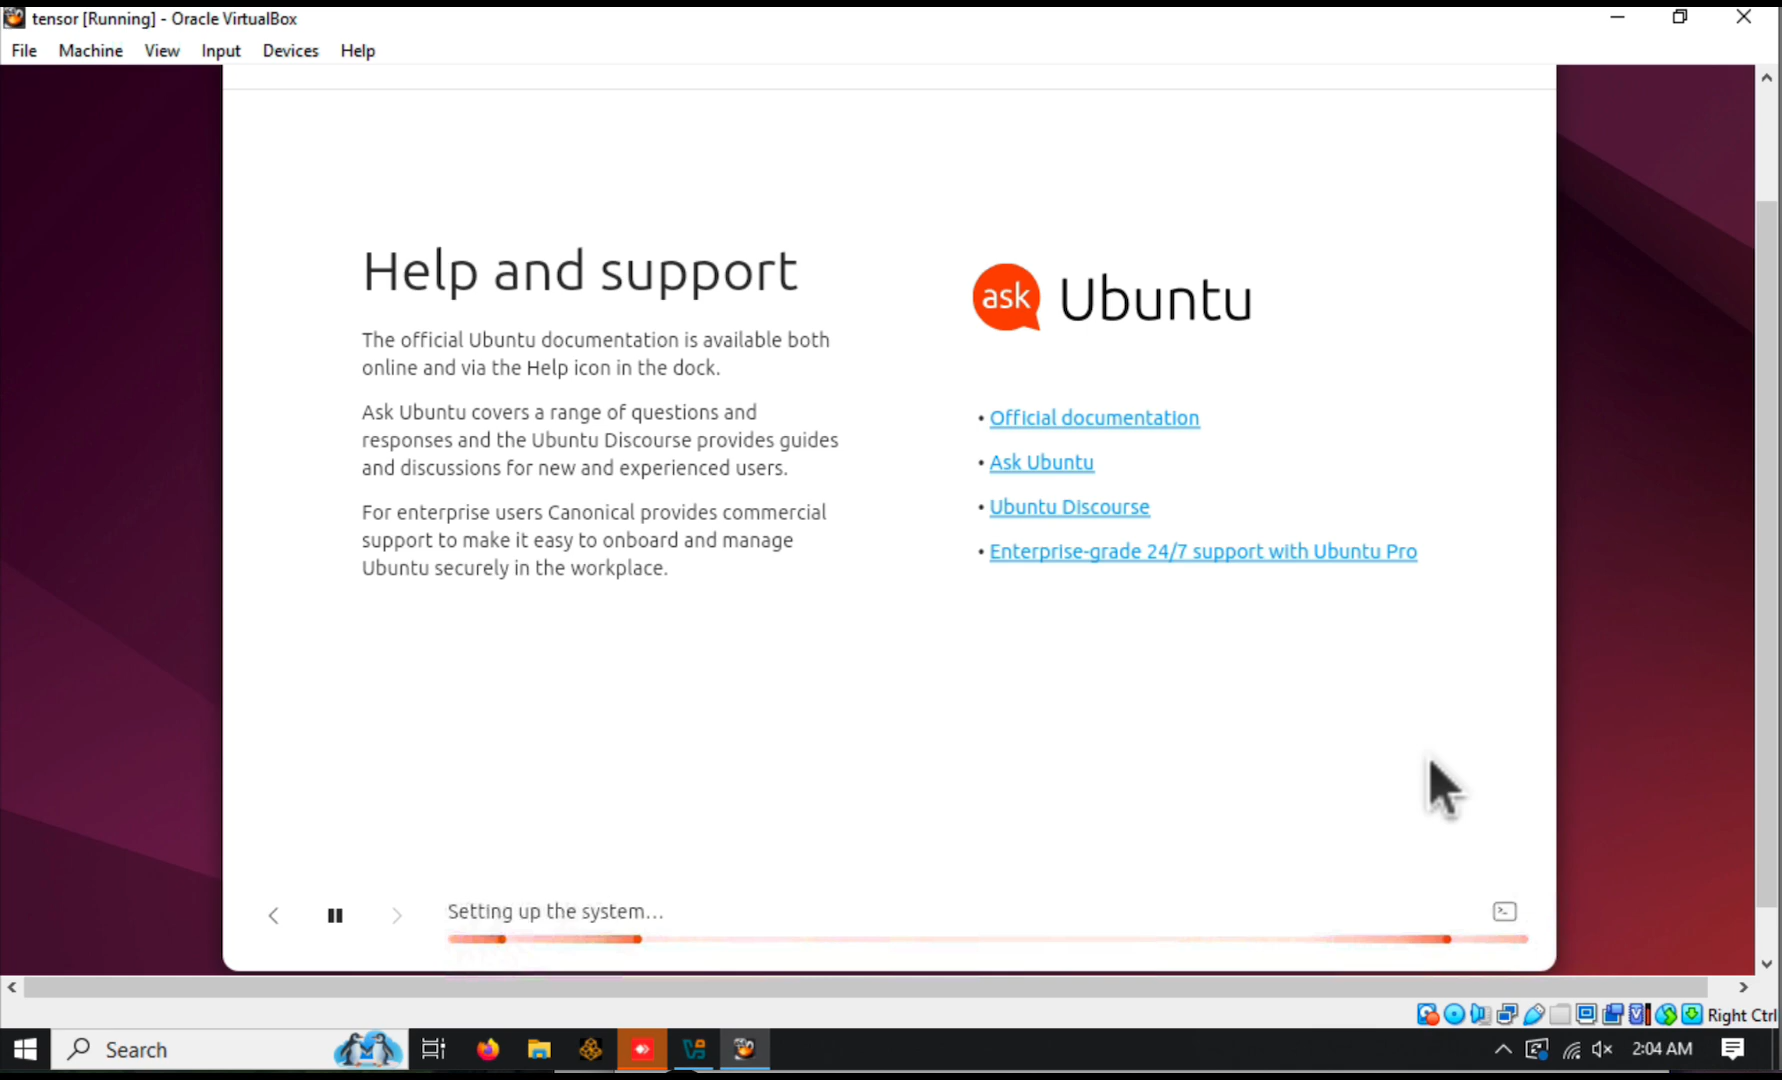 tensor [Running] - Oracle VirtualBox
File Machine View Input Devices Help
Help and support
The official Ubuntu documentation is available both
online and via the Help icon in the dock.
Ask Ubuntu covers a range of questions and
responses and the Ubuntu Discourse provides guides
and discussions for new and experienced users.
For enterprise users Canonical provides commercial
support to make it easy to onboard and manage
Ubuntu securely in the workplace.
ask Ubuntu
• Official documentation
• Ask Ubuntu
• Ubuntu Discourse
• Enterprise-grade 24/7 support with Ubuntu Pro
Setting up the system...
Right Ctrl
Search
2:04 AM